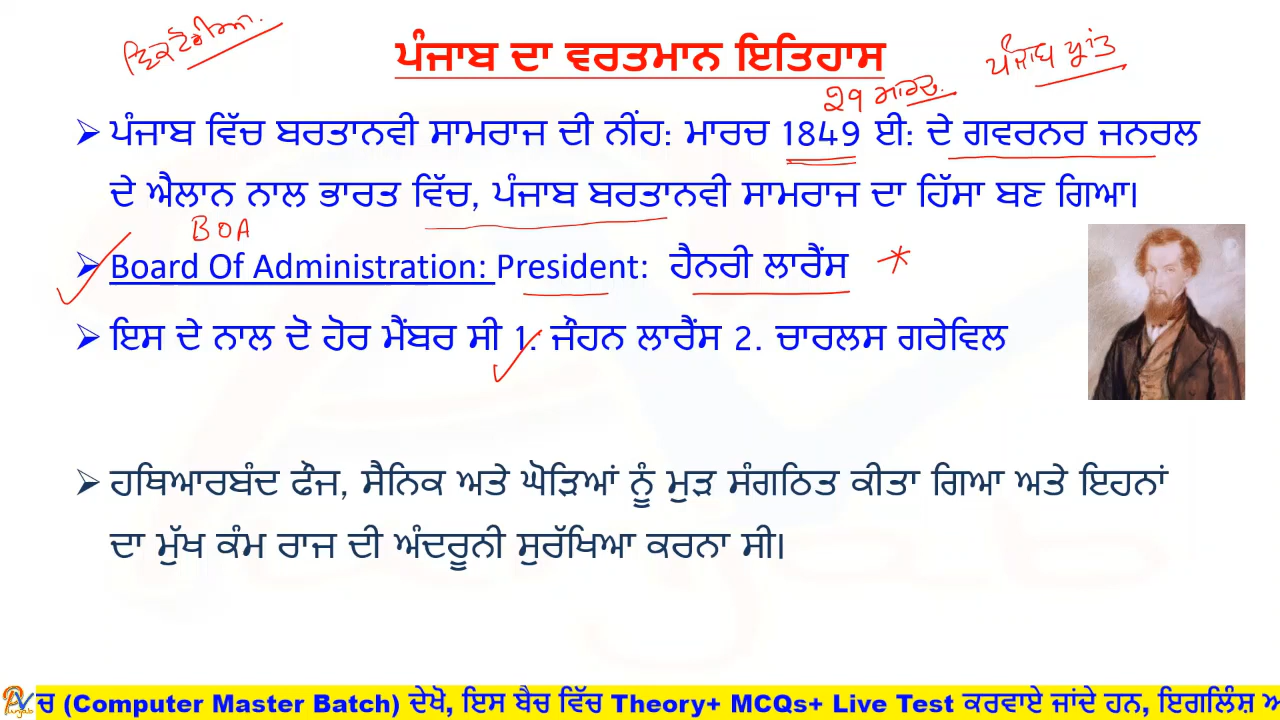 ਵਿਕਟੋਰੀਆ.
ਪੰਜਾਬ ਦਾ ਵਰਤਮਾਨ ਇਤਿਹਾਸ
ਪੰਜਾਬ ਪ੍ਰਾਂਤ
29 ਮਾਰਚ.
➢ ਪੰਜਾਬ ਵਿੱਚ ਬਰਤਾਨਵੀ ਸਾਮਰਾਜ ਦੀ ਨੀਂਹ: ਮਾਰਚ 1849 ਈ: ਦੇ ਗਵਰਨਰ ਜਨਰਲ
ਦੇ ਐਲਾਨ ਨਾਲ ਭਾਰਤ ਵਿੱਚ, ਪੰਜਾਬ ਬਰਤਾਨਵੀ ਸਾਮਰਾਜ ਦਾ ਹਿੱਸਾ ਬਣ ਗਿਆ।
BOA
➢ Board Of Administration: President: ਹੈਨਰੀ ਲਾਰੈਂਸ *
➢ ਇਸ ਦੇ ਨਾਲ ਦੋ ਹੋਰ ਮੈਂਬਰ ਸੀ 1. ਜੌਹਨ ਲਾਰੈਂਸ 2. ਚਾਰਲਸ ਗਰੇਵਿਲ
➢ ਹਥਿਆਰਬੰਦ ਫੌਜ, ਸੈਨਿਕ ਅਤੇ ਘੋੜਿਆਂ ਨੂੰ ਮੁੜ ਸੰਗਠਿਤ ਕੀਤਾ ਗਿਆ ਅਤੇ ਇਹਨਾਂ
ਦਾ ਮੁੱਖ ਕੰਮ ਰਾਜ ਦੀ ਅੰਦਰੂਨੀ ਸੁਰੱਖਿਆ ਕਰਨਾ ਸੀ।
ਚ (Computer Master Batch) ਦੇਖੋ, ਇਸ ਬੈਚ ਵਿੱਚ Theory+ MCQs+ Live Test ਕਰਵਾਏ ਜਾਂਦੇ ਹਨ, ਇਗਲਿੰਸ਼ ਅ